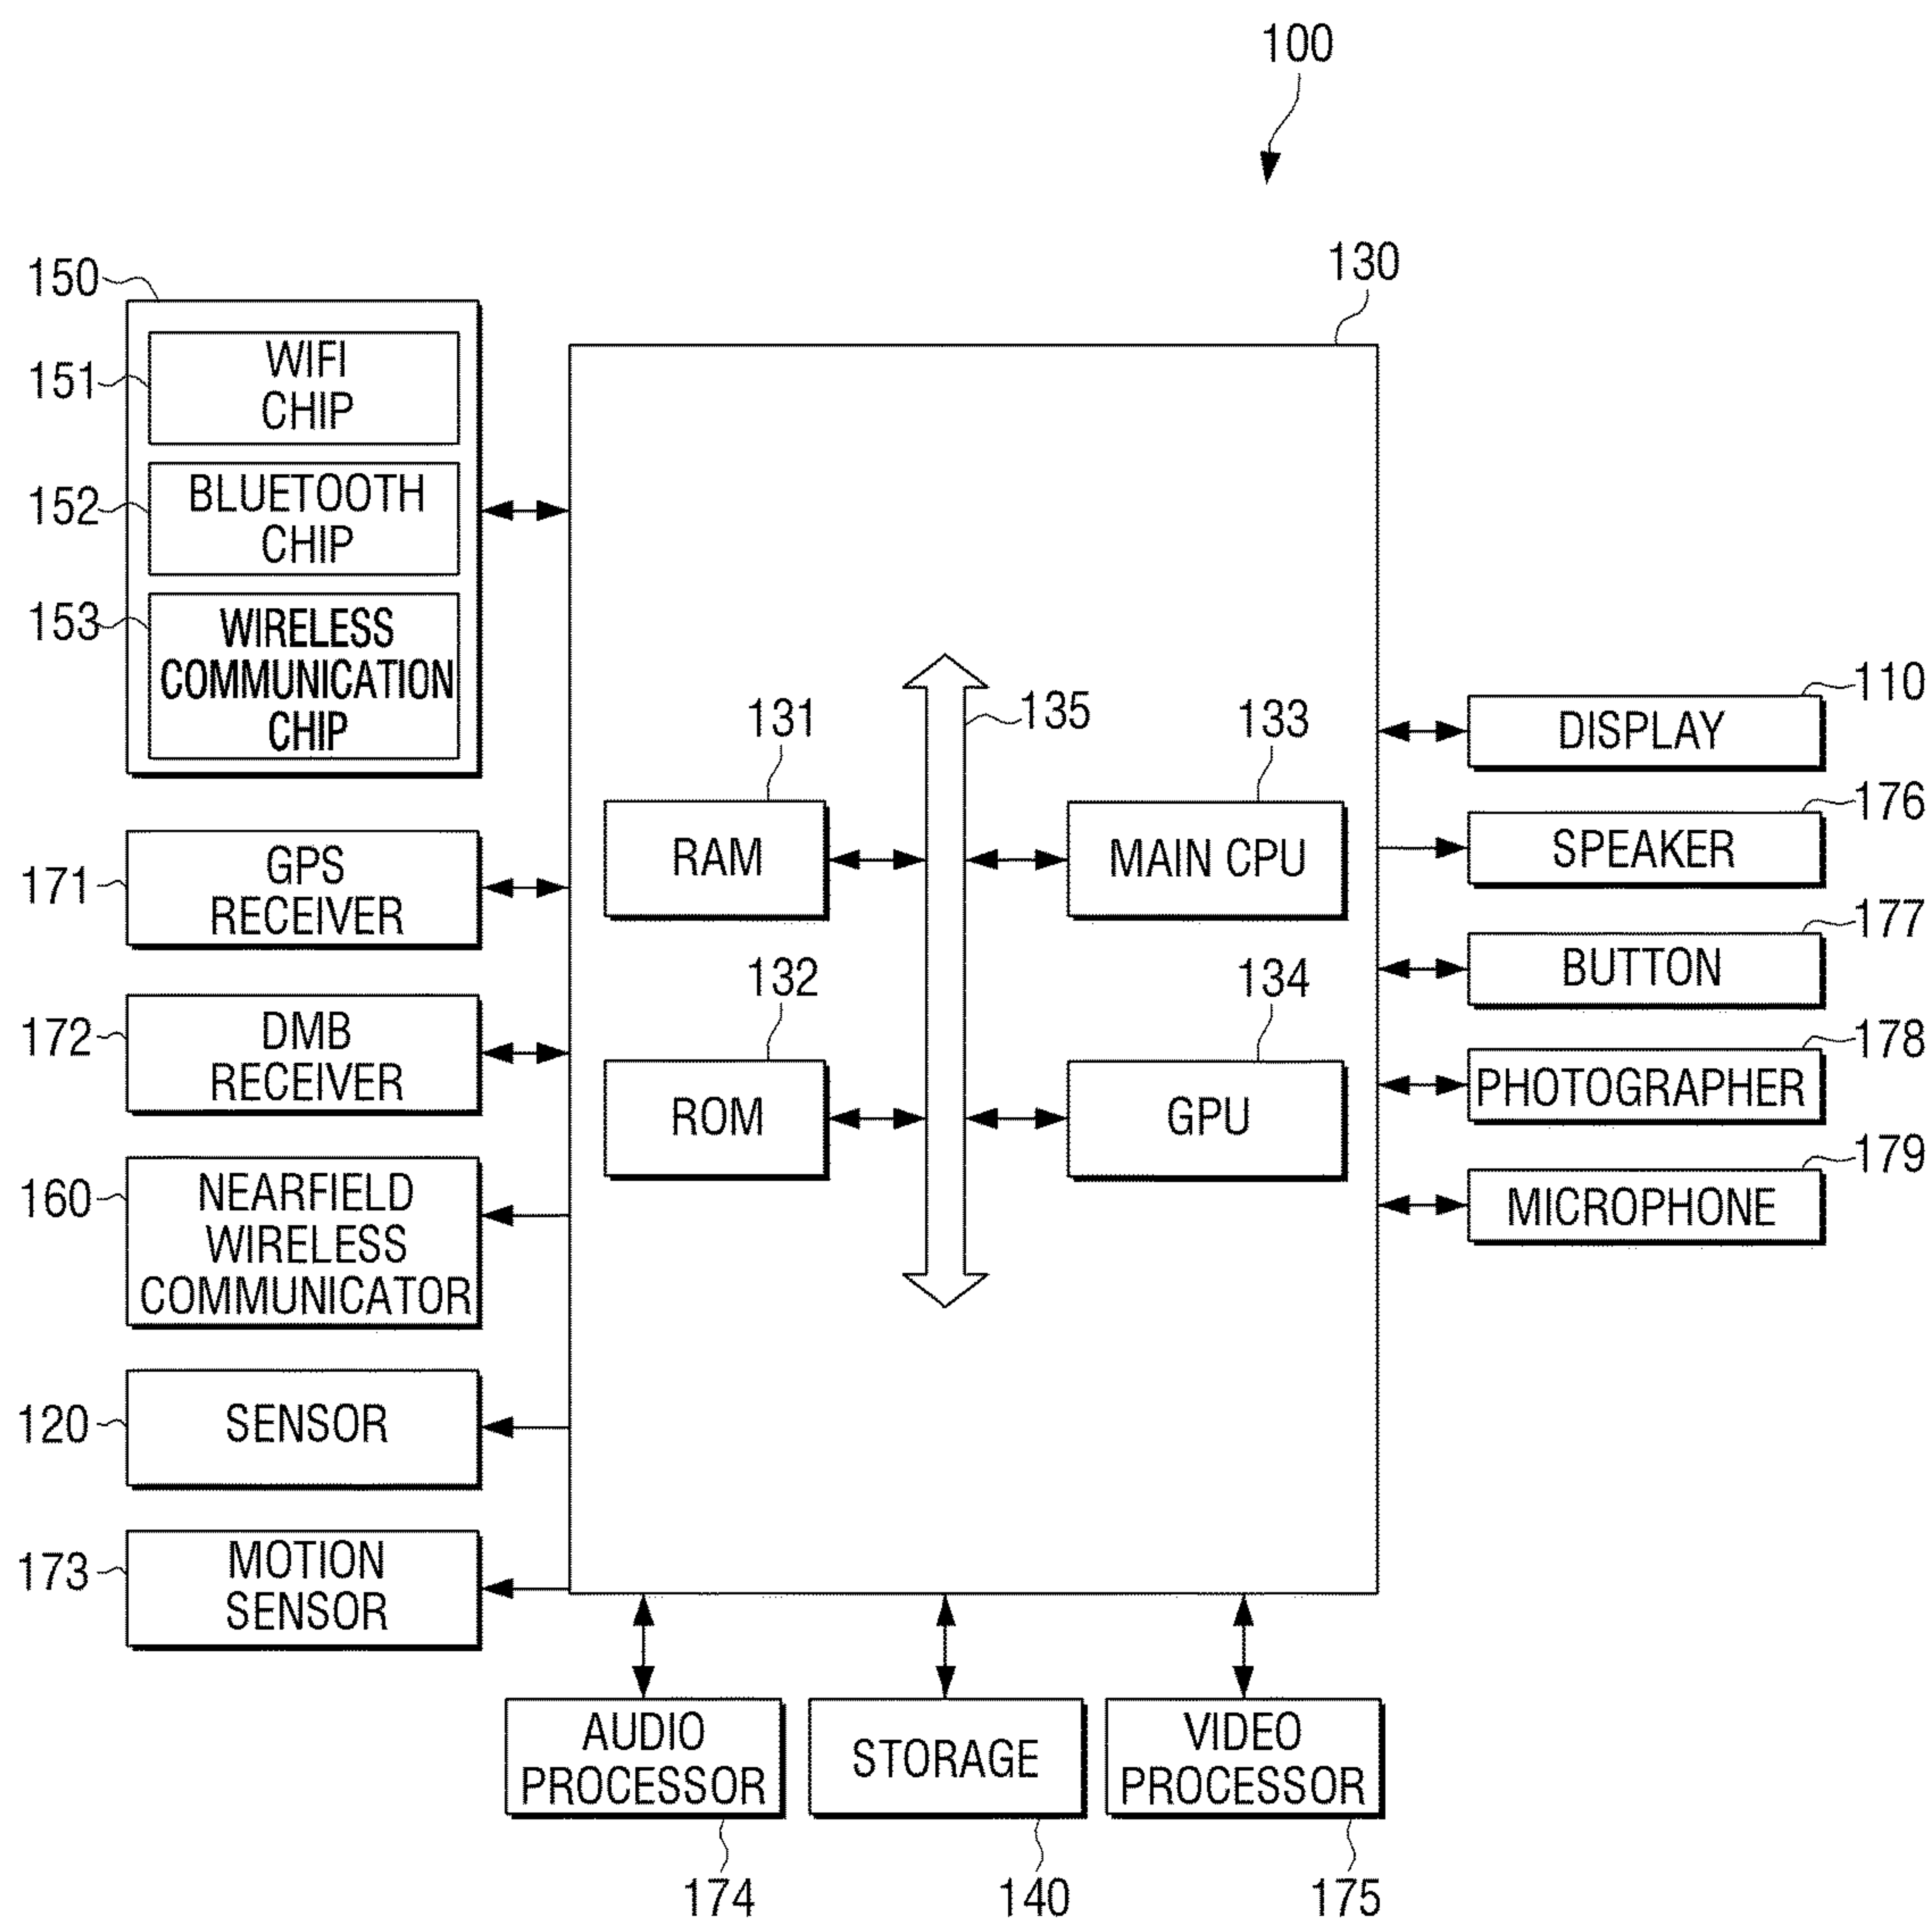 100
130
150
151
WIFI
CHIP
152
BLUETOOTH
CHIP
153
WIRELESS
COMMUNICATION
CHIP
171
GPS
RECEIVER
172
DMB
RECEIVER
160
NEARFIELD
WIRELESS
COMMUNICATOR
120
SENSOR
173
MOTION
SENSOR
131
RAM
132
ROM
135
133
MAIN CPU
134
GPU
110
DISPLAY
176
SPEAKER
177
BUTTON
178
PHOTOGRAPHER
179
MICROPHONE
AUDIO
PROCESSOR
174
STORAGE
140
VIDEO
PROCESSOR
175